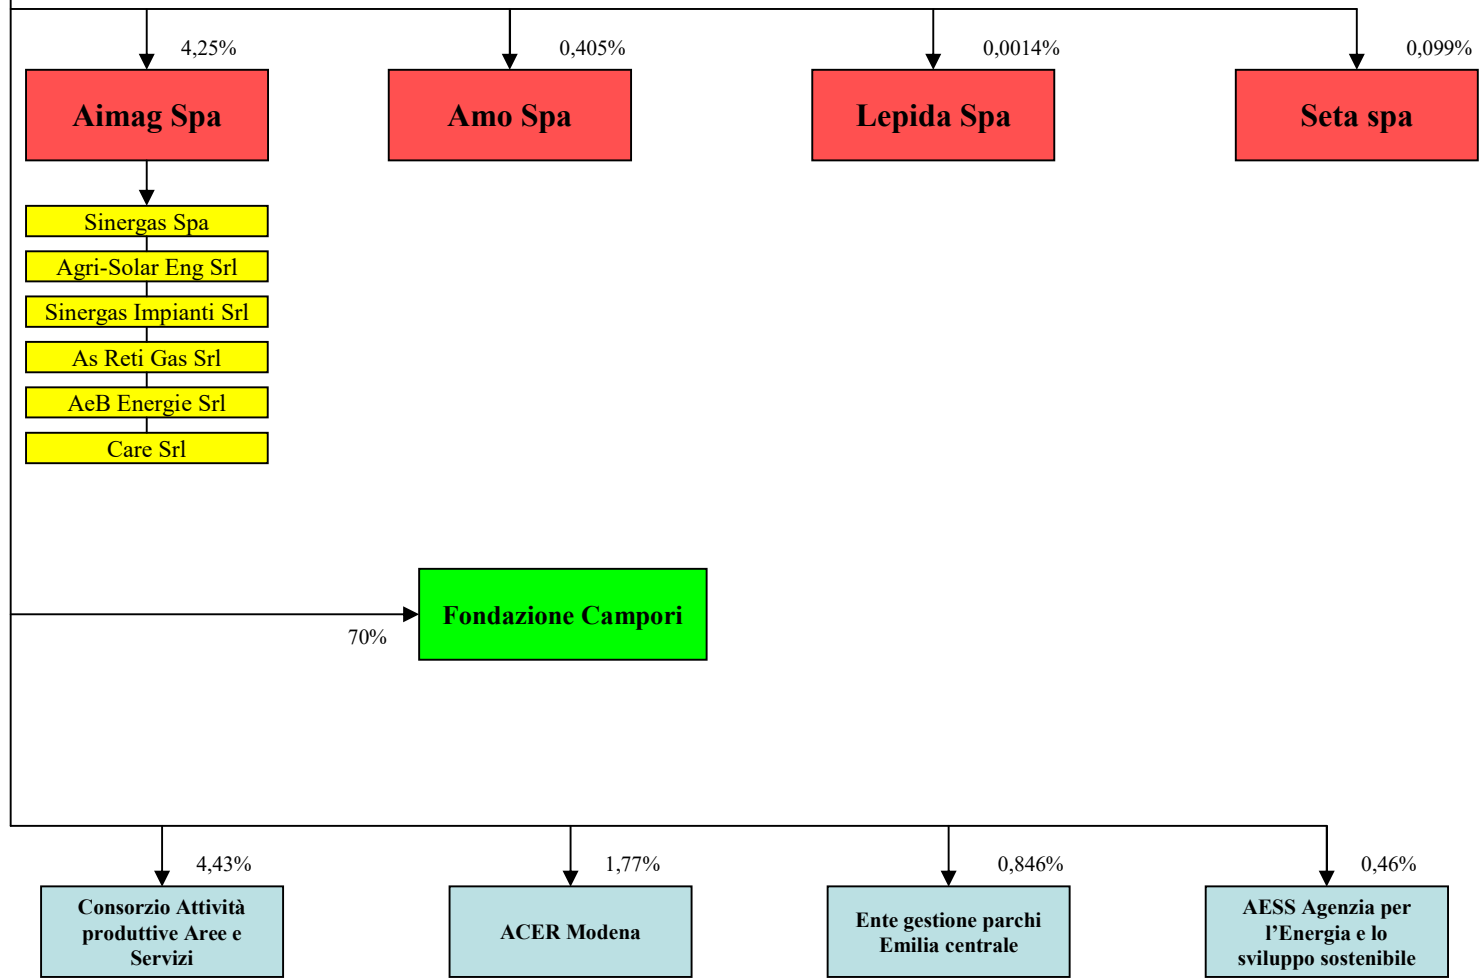 4,25%
0,405%
0,0014%
0,099%
Aimag Spa
Amo Spa
Lepida Spa
Seta spa
Sinergas Spa
Agri-Solar Eng Srl
Sinergas Impianti Srl
As Reti Gas Srl
AeB Energie Srl
Care Srl
Fondazione Campori
70%
4,43%
1,77%
0,846%
0,46%
Consorzio Attività
produttive Aree e
Servizi
ACER Modena
Ente gestione parchi
Emilia centrale
AESS Agenzia per
l’Energia e lo
sviluppo sostenibile